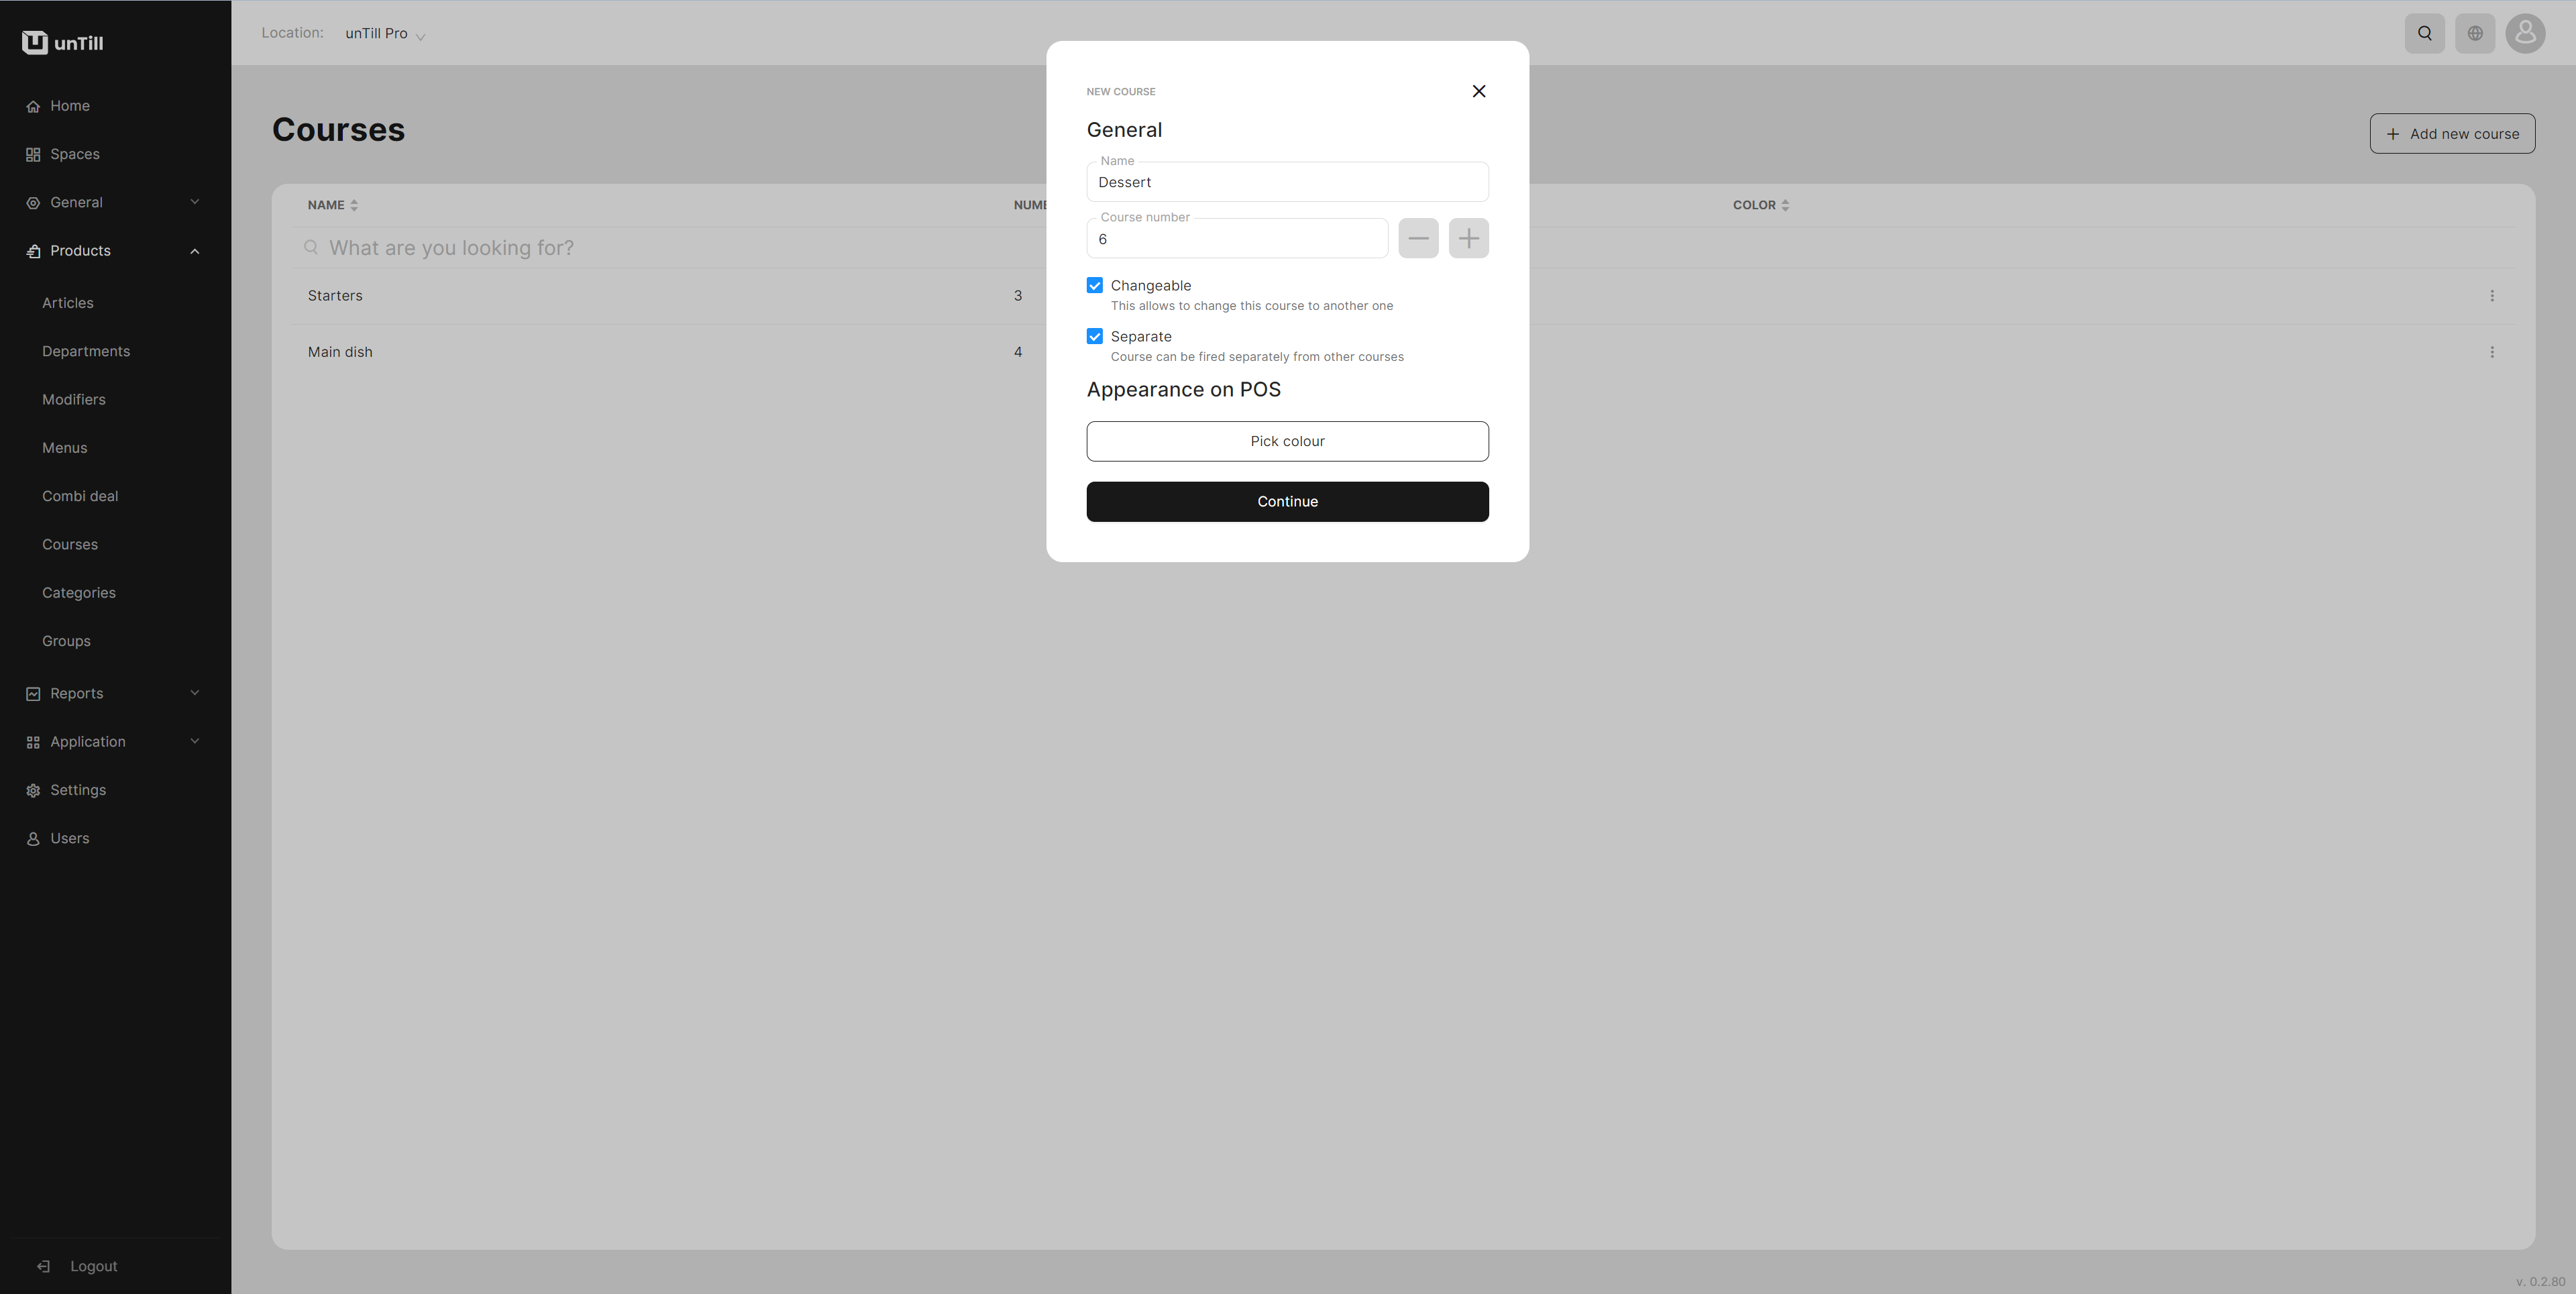 unTill
Home
Spaces
General
Products
Articles
Departments
Modifiers
Menus
Combi deal
Courses
Categories
Groups
Reports
Application
Settings
Users
Logout
Location: unTill Pro
Courses
Add new course
NAME NUME COLOR
What are you looking for?
Starters 3
Main dish 4
NEW COURSE
General
Name
Dessert
Course number
6
Changeable
This allows to change this course to another one
Separate
Course can be fired separately from other courses
Appearance on POS
Pick colour
Continue
v. 0.2.80